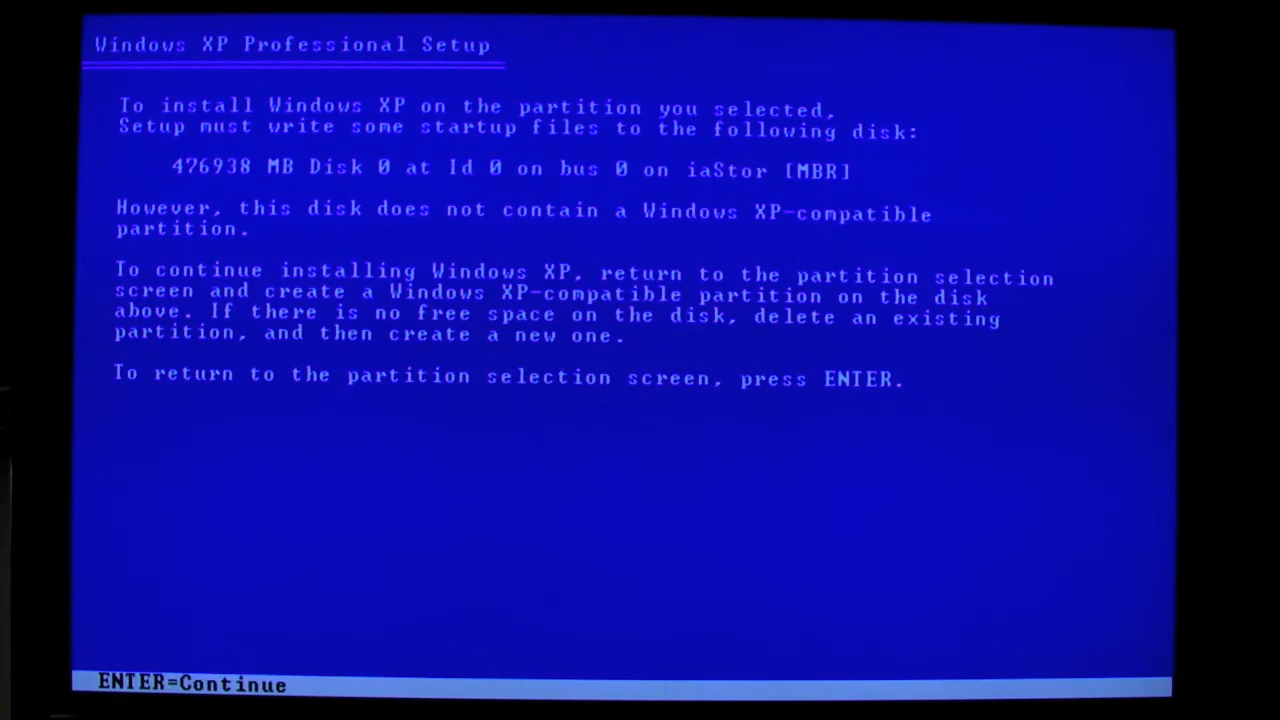 Windows XP Professional Setup
To install Windows XP on the partition you selected,
Setup must write some startup files to the following disk:
476938 MB Disk 0 at Id 0 on bus 0 on iaStor [MBR]
However, this disk does not contain a Windows XP-compatible
partition.
To continue installing Windows XP, return to the partition selection
screen and create a Windows XP-compatible partition on the disk
above. If there is no free space on the disk, delete an existing
partition, and then create a new one.
To return to the partition selection screen, press ENTER.
ENTER=Continue